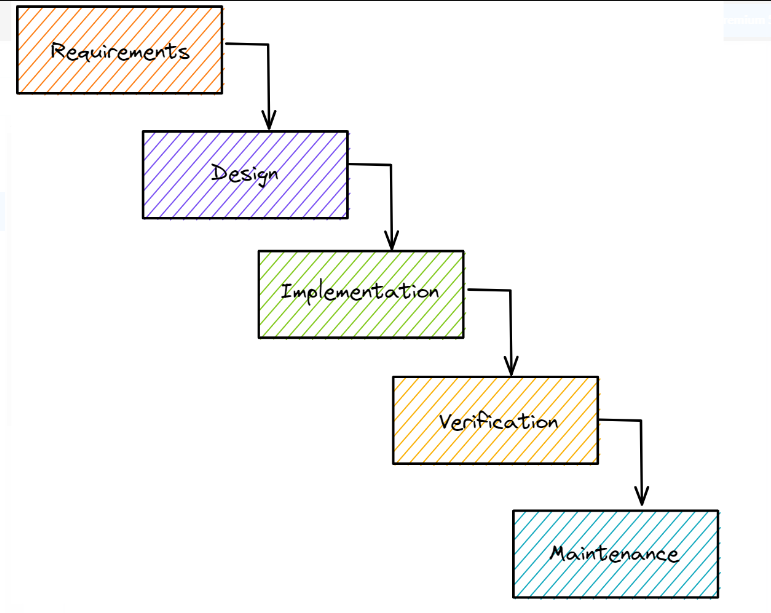 Requirements
Design
Implementation
Verification
Maintenance